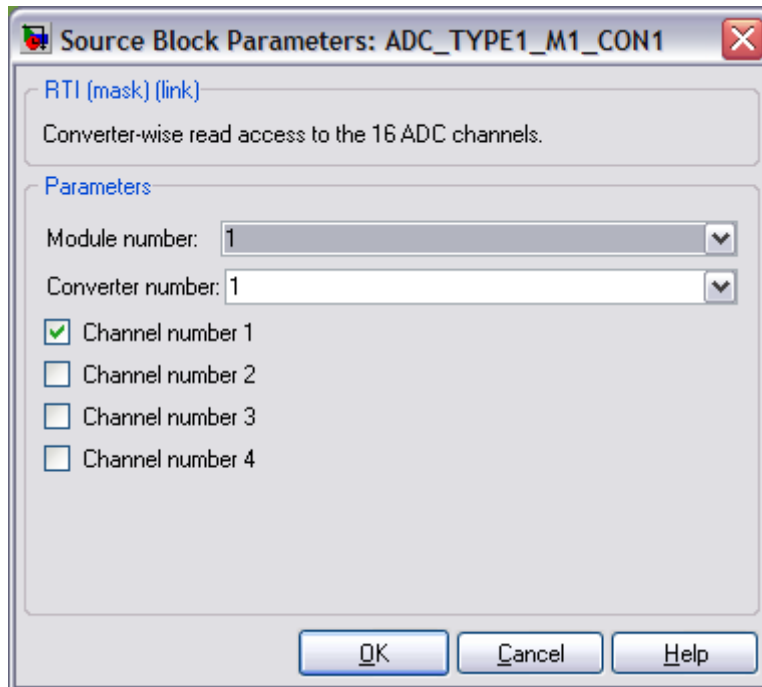 Source Block Parameters: ADC_TYPE1_M1_CON1
RTI (mask) (link)
Converter-wise read access to the 16 ADC channels.
Parameters
Module number: 1
Converter number: 1
Channel number 1
Channel number 2
Channel number 3
Channel number 4
OK Cancel Help